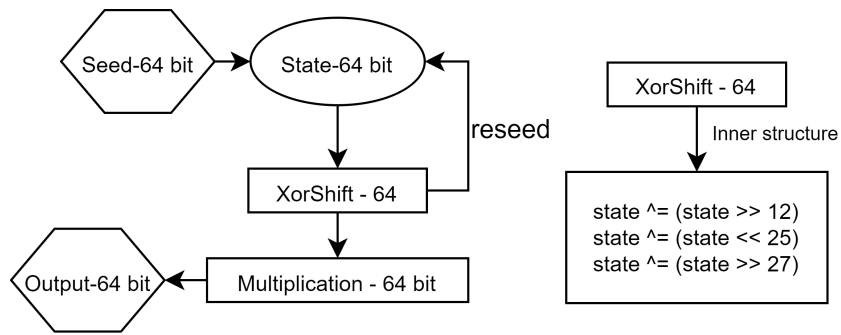 Seed-64 bit
State-64 bit
reseed
XorShift - 64
Output-64 bit
Multiplication - 64 bit
XorShift - 64
Inner structure
state ^= (state >> 12)
state ^= (state << 25)
state ^= (state >> 27)